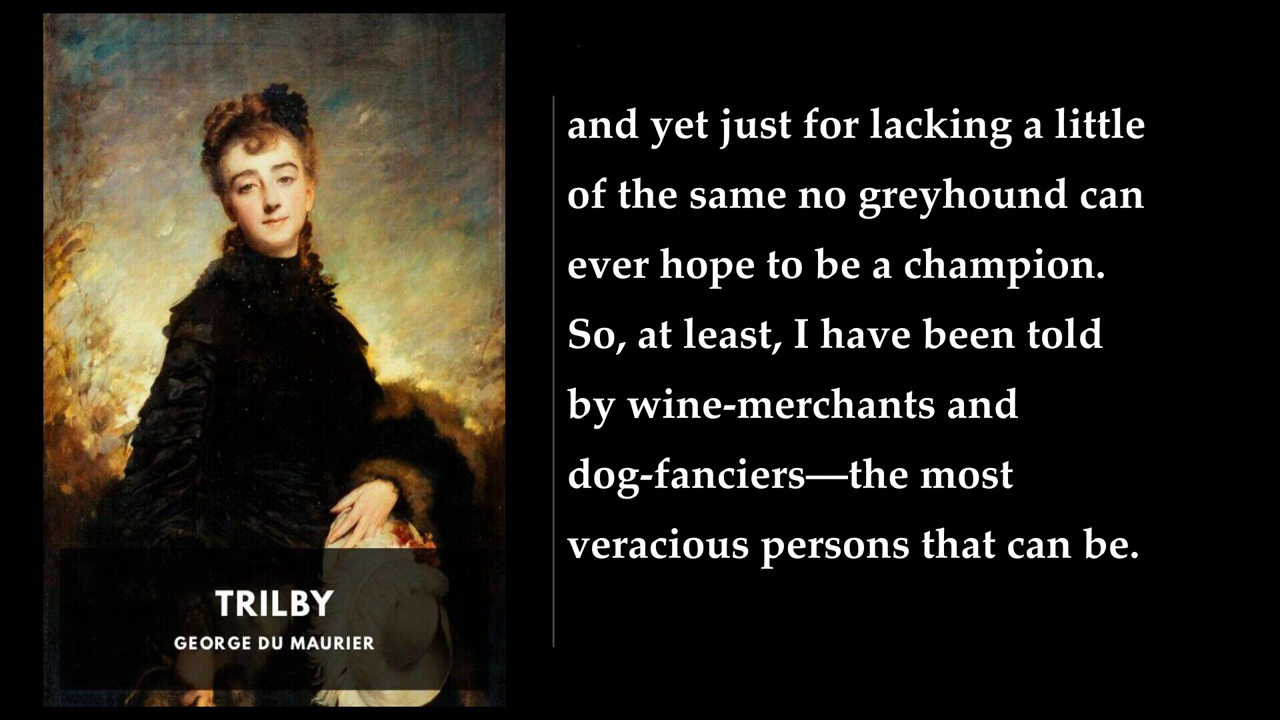 TRILBY
GEORGE DU MAURIER
and yet just for lacking a little
of the same no greyhound can
ever hope to be a champion.
So, at least, I have been told
by wine-merchants and
dog-fanciers—the most
veracious persons that can be.